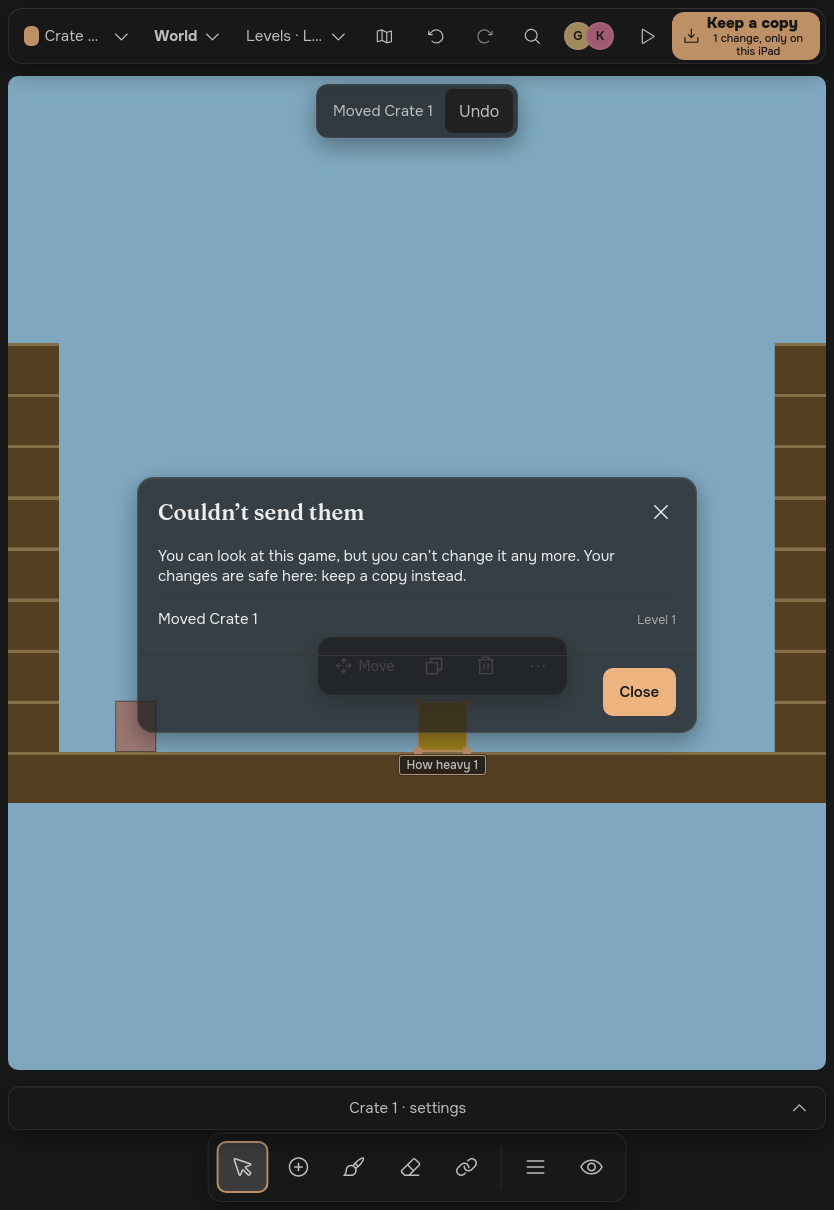 Crate ...
World
Levels · L...
G
K
Keep a copy
1 change, only on
this iPad
Moved Crate 1
Undo
Couldn’t send them
You can look at this game, but you can’t change it any more. Your
changes are safe here: keep a copy instead.
Moved Crate 1
Level 1
Move
Close
How heavy 1
Crate 1 · settings